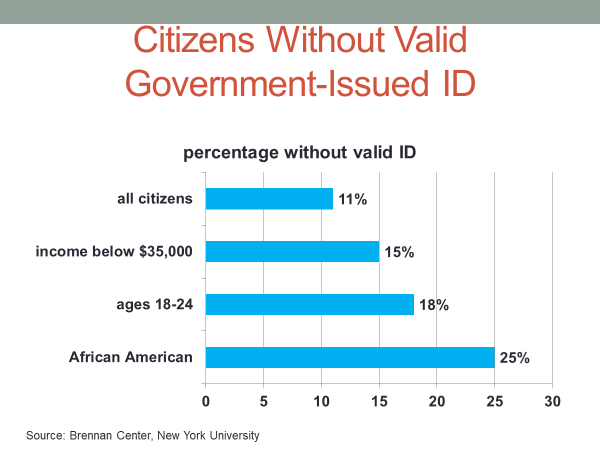 Citizens Without Valid
Government-Issued ID
percentage without valid ID
all citizens 11%
income below $35,000 15%
ages 18-24 18%
African American 25%
0 5 10 15 20 25 30
Source: Brennan Center, New York University